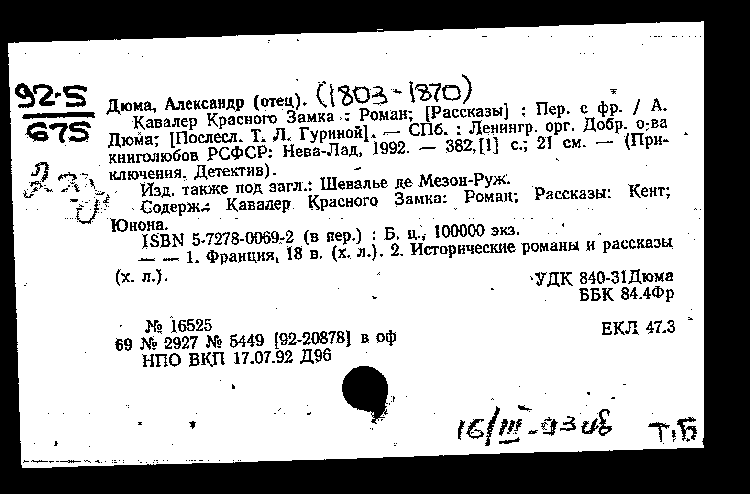 92-5
675
(1803-1870)
Дюма, Александр (отец).
Кавалер Красного Замка : Роман; [Рассказы] : Пер. с фр. / А.
Дюма; [Послесл. Т. Л. Гуриной]. — СПб. : Ленингр. орг. Добр. о-ва
книголюбов РСФСР: Нева-Лад, 1992. — 382,[1] с.; 21 см. — (При-
ключения. Детектив).
Изд. также под загл.: Шевалье де Мезон-Руж.
Содерж.: Кавалер Красного Замка: Роман; Рассказы: Кент;
Юнона.
ISBN 5-7278-0069-2 (в пер.) : Б. ц., 100000 экз.
— — 1. Франция, 18 в. (х. л.). 2. Исторические романы и рассказы
(х. л.).
УДК 840-31Дюма
ББК 84.4Фр
№ 16525
ЕКЛ 47.3
69 № 2927 № 5449 [92-20878] в оф
НПО ВКП 17.07.92 Д96
16/III-93
Т.Б